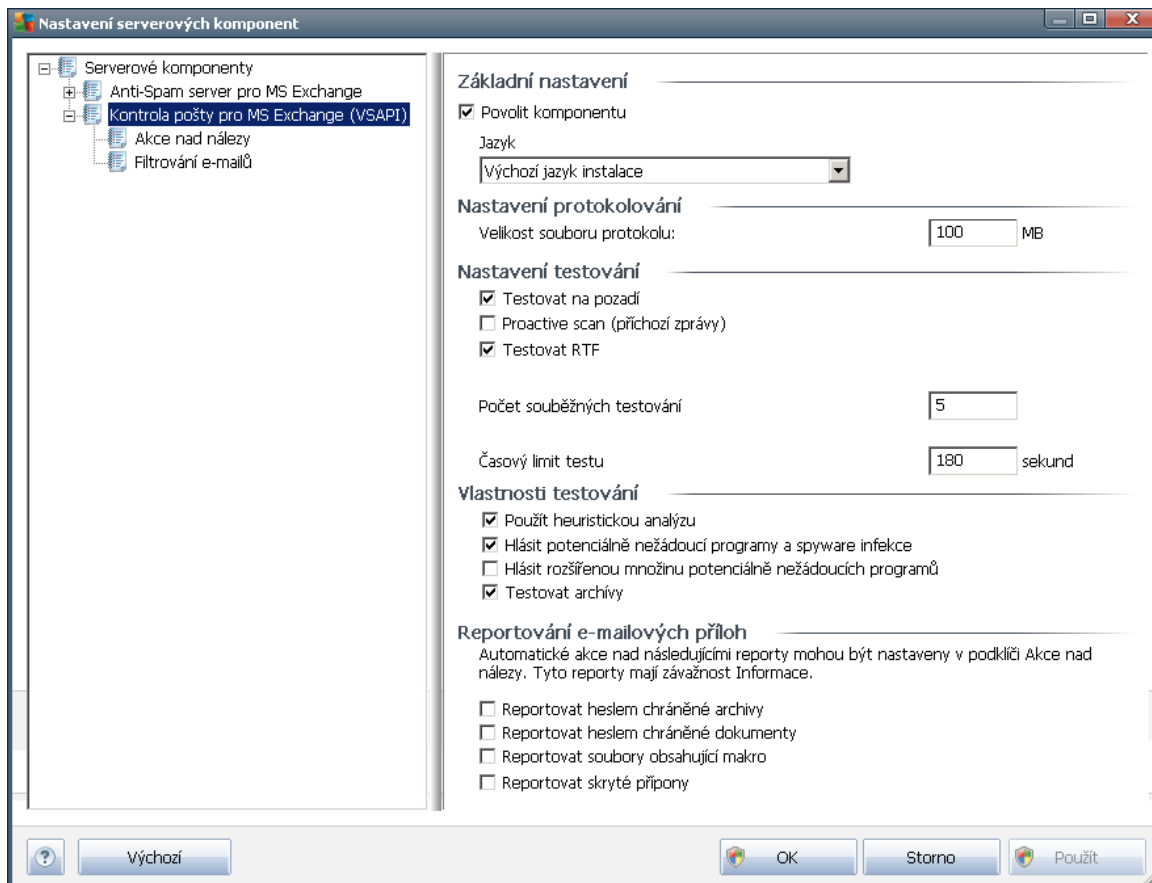 Nastavení serverových komponent
Serverové komponenty
Anti-Spam server pro MS Exchange
Kontrola pošty pro MS Exchange (VSAPI)
Akce nad nálezy
Filtrování e-mailů
Základní nastavení
Povolit komponentu
Jazyk
Výchozí jazyk instalace
Nastavení protokolování
Velikost souboru protokolu: 100 MB
Nastavení testování
Testovat na pozadí
Proactive scan (příchozí zprávy)
Testovat RTF
Počet souběžných testování 5
Časový limit testu 180 sekund
Vlastnosti testování
Použít heuristickou analýzu
Hlásit potenciálně nežádoucí programy a spyware infekce
Hlásit rozšířenou množinu potenciálně nežádoucích programů
Testovat archívy
Reportování e-mailových příloh
Automatické akce nad následujícími reporty mohou být nastaveny v podklíči Akce nad
nálezy. Tyto reporty mají závažnost Informace.
Reportovat heslem chráněné archivy
Reportovat heslem chráněné dokumenty
Reportovat soubory obsahující makro
Reportovat skryté přípony
? Výchozí OK Storno Použít